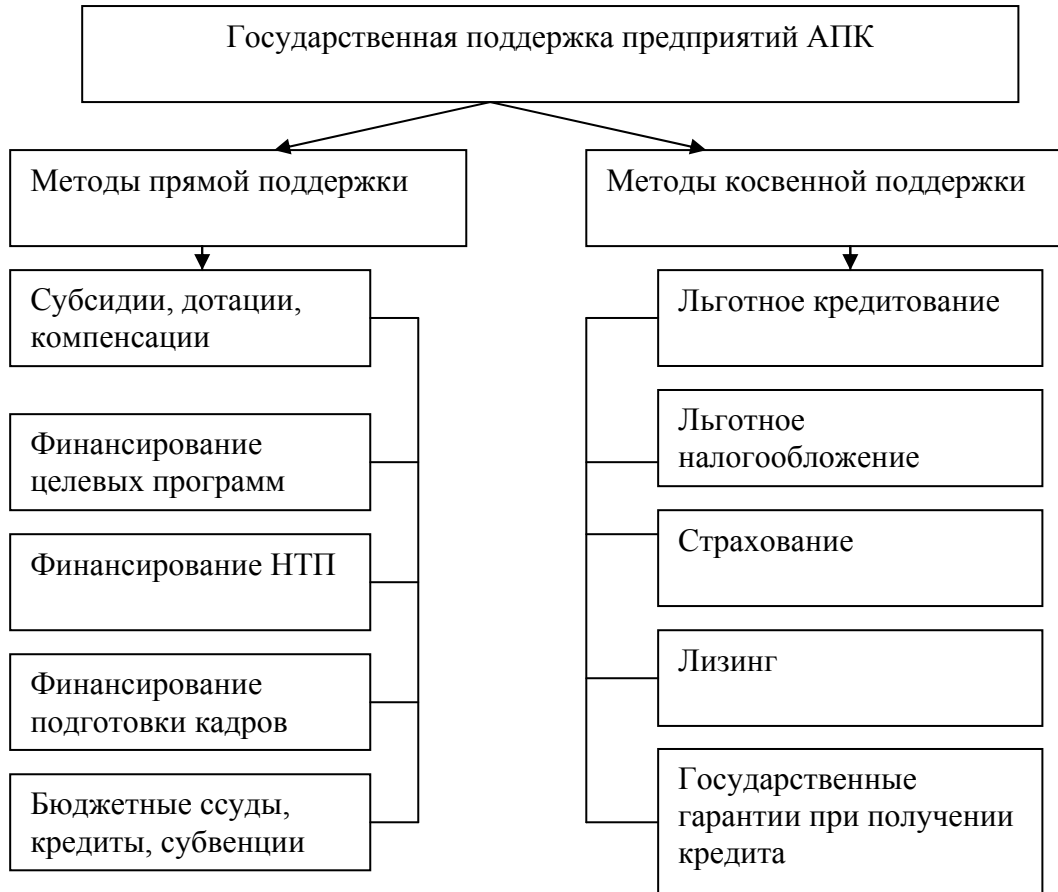 Государственная поддержка предприятий АПК
Методы прямой поддержки
Методы косвенной поддержки
Субсидии, дотации,
компенсации
Финансирование
целевых программ
Финансирование НТП
Финансирование
подготовки кадров
Бюджетные ссуды,
кредиты, субвенции
Льготное кредитование
Льготное
налогообложение
Страхование
Лизинг
Государственные
гарантии при получении
кредита